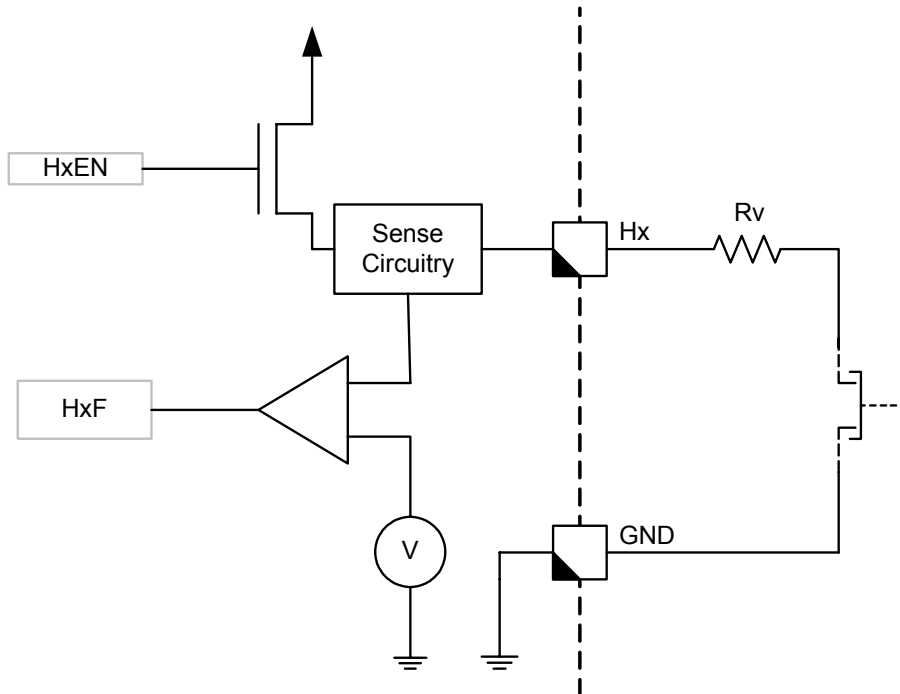 HxEN
Sense
Circuitry
Hx
Rv
HxF
GND
V